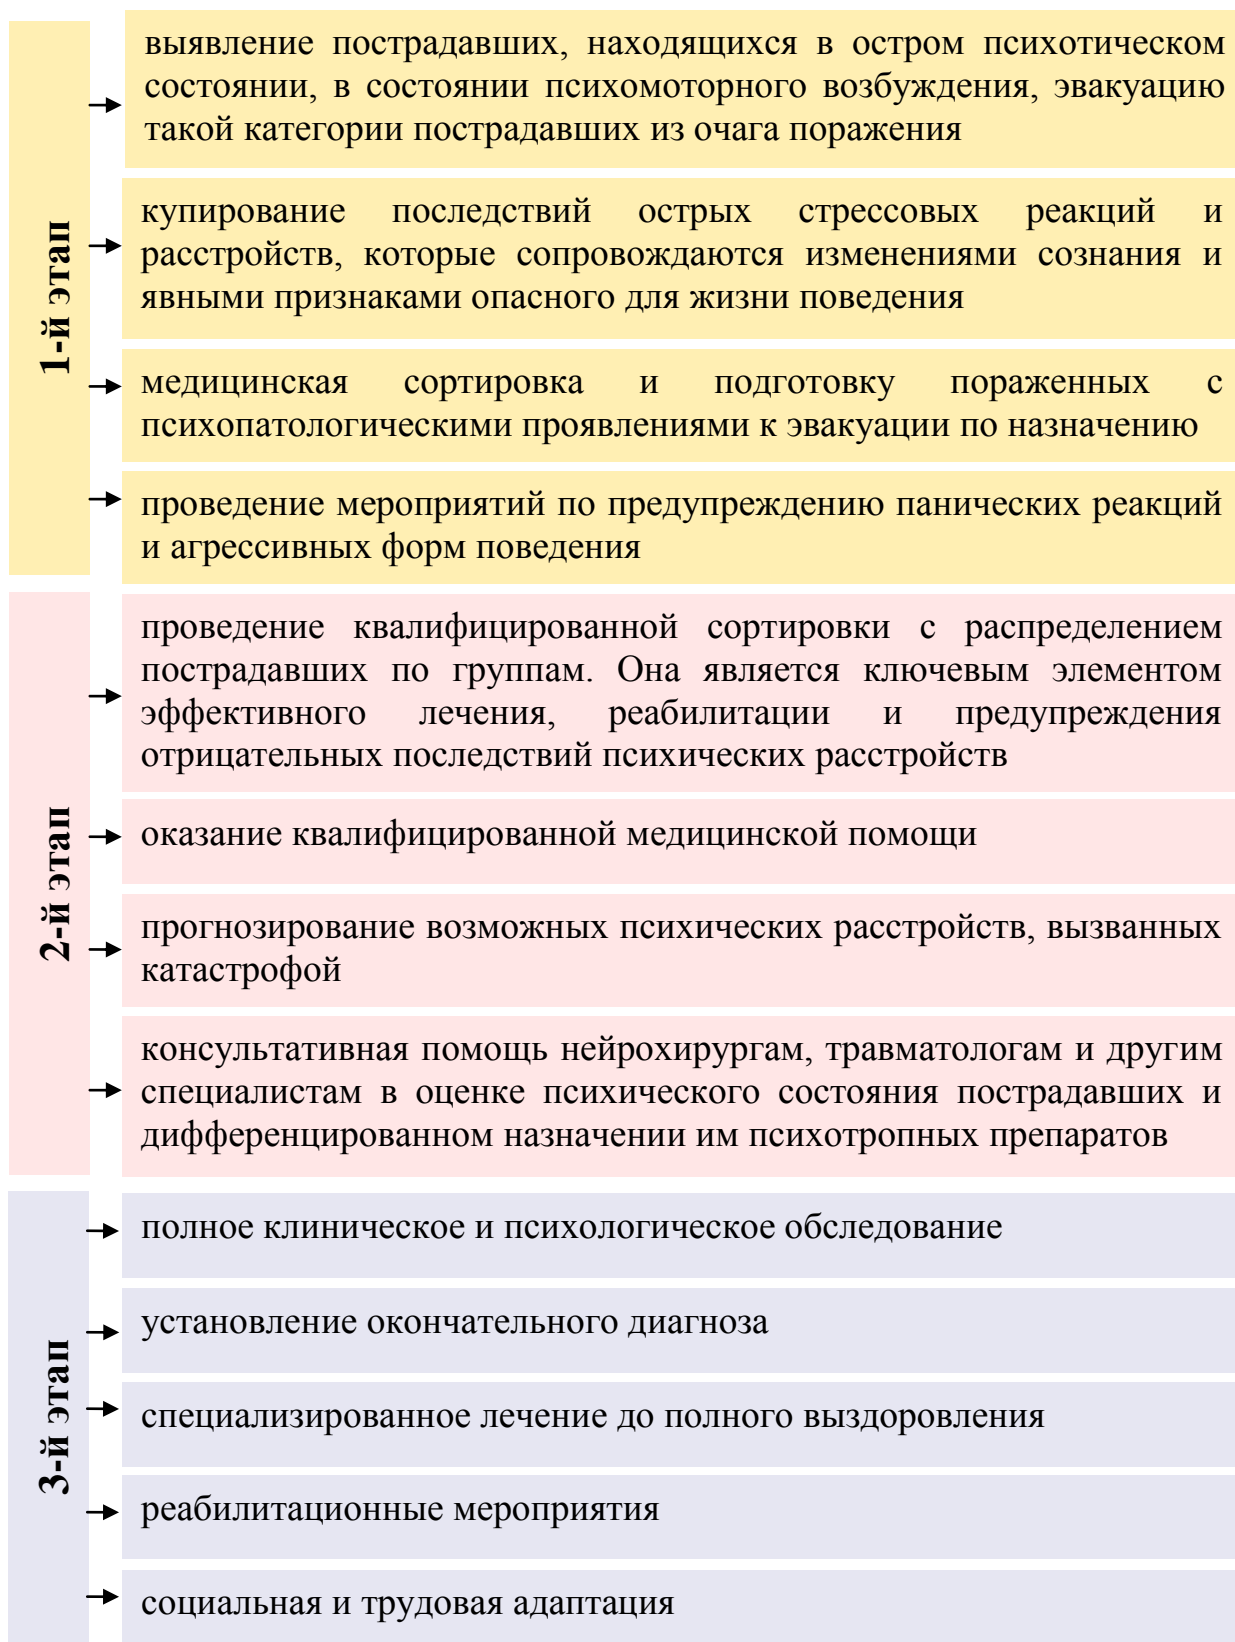 1-й этап
выявление пострадавших, находящихся в остром психотическом
состоянии, в состоянии психомоторного возбуждения, эвакуацию
такой категории пострадавших из очага поражения
купирование последствий острых стрессовых реакций и
расстройств, которые сопровождаются изменениями сознания и
явными признаками опасного для жизни поведения
медицинская сортировка и подготовку пораженных с
психопатологическими проявлениями к эвакуации по назначению
проведение мероприятий по предупреждению панических реакций
и агрессивных форм поведения
2-й этап
проведение квалифицированной сортировки с распределением
пострадавших по группам. Она является ключевым элементом
эффективного лечения, реабилитации и предупреждения
отрицательных последствий психических расстройств
оказание квалифицированной медицинской помощи
прогнозирование возможных психических расстройств, вызванных
катастрофой
консультативная помощь нейрохирургам, травматологам и другим
специалистам в оценке психического состояния пострадавших и
дифференцированном назначении им психотропных препаратов
3-й этап
полное клиническое и психологическое обследование
установление окончательного диагноза
специализированное лечение до полного выздоровления
реабилитационные мероприятия
социальная и трудовая адаптация